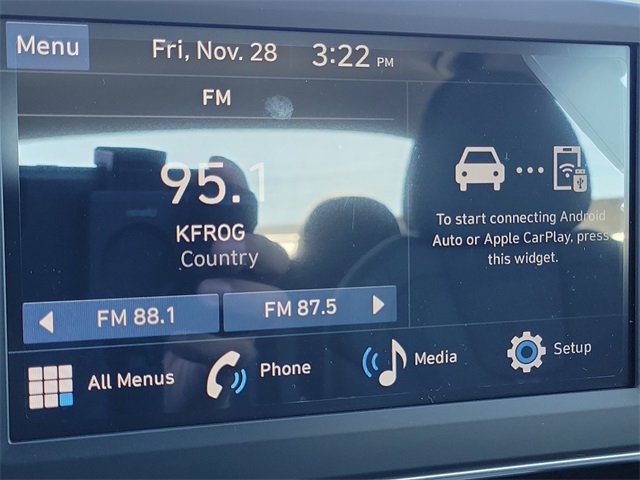 Menu
Fri, Nov. 28
3:22 PM
FM
95.1
KFROG
Country
FM 88.1
FM 87.5
To start connecting Android
Auto or Apple CarPlay, press
this widget.
All Menus
Phone
Media
Setup